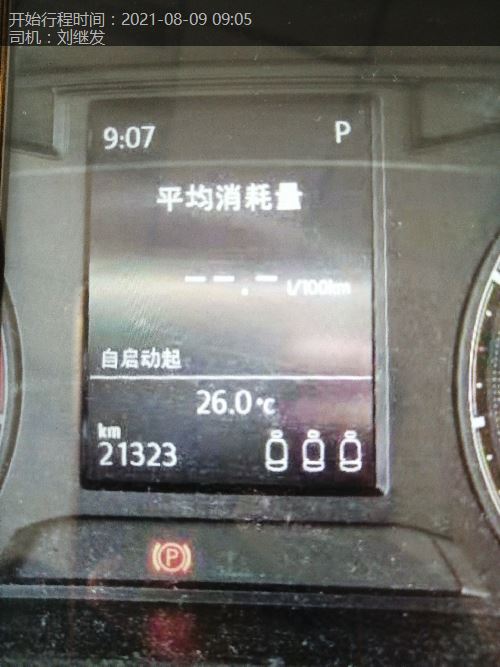 开始行程时间：2021-08-09 09:05
司机：刘继发
9:07 P
平均消耗量
--.- l/100km
自启动起
26.0°C
km
21323
P